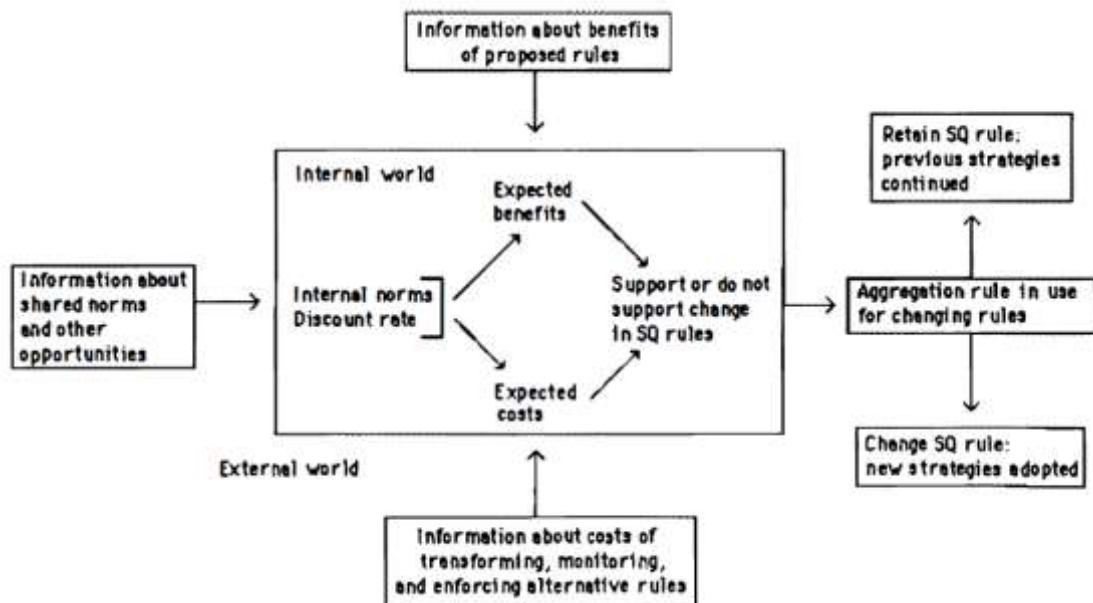 Information about benefits
of proposed rules
Retain SQ rule:
previous strategies
continued
Internal world
Expected
benefits
Information about
shared norms
and other
opportunities
Internal norms
Discount rate
Support or do not
support change
in SQ rules
Aggregation rule in use
for changing rules
Expected
costs
External world
Change SQ rule:
new strategies adopted
Information about costs of
transforming, monitoring,
and enforcing alternative rules